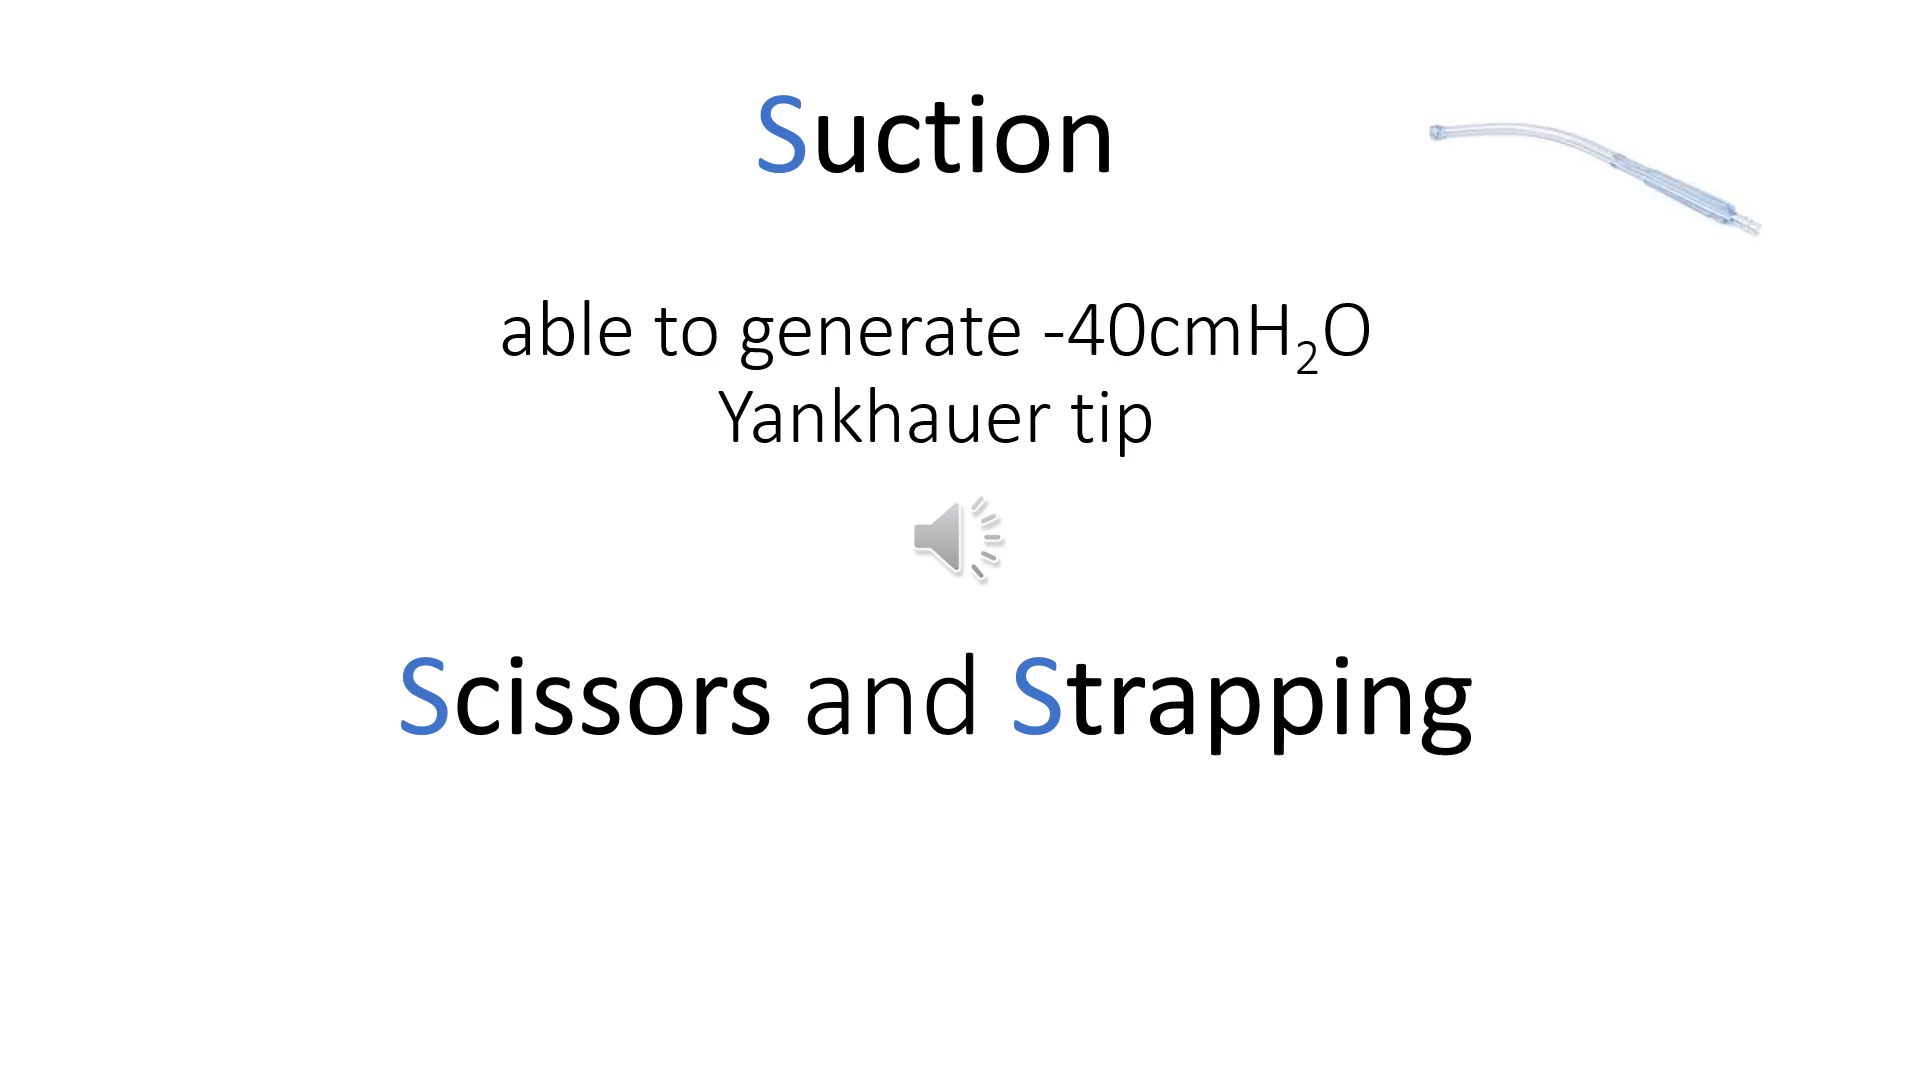 Suction
able to generate -40cmH₂O
Yankhauer tip
Scissors and Strapping